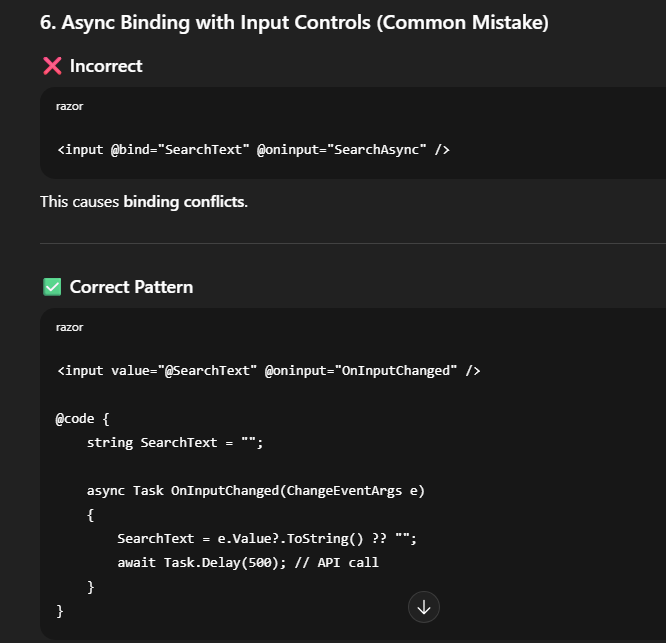 6. Async Binding with Input Controls (Common Mistake)
❌ Incorrect
razor
<input @bind="SearchText" @oninput="SearchAsync" />
This causes binding conflicts.
✅ Correct Pattern
razor
<input value="@SearchText" @oninput="OnInputChanged" />
@code {
    string SearchText = "";
    async Task OnInputChanged(ChangeEventArgs e)
    {
        SearchText = e.Value?.ToString() ?? "";
        await Task.Delay(500); // API call
    }
}